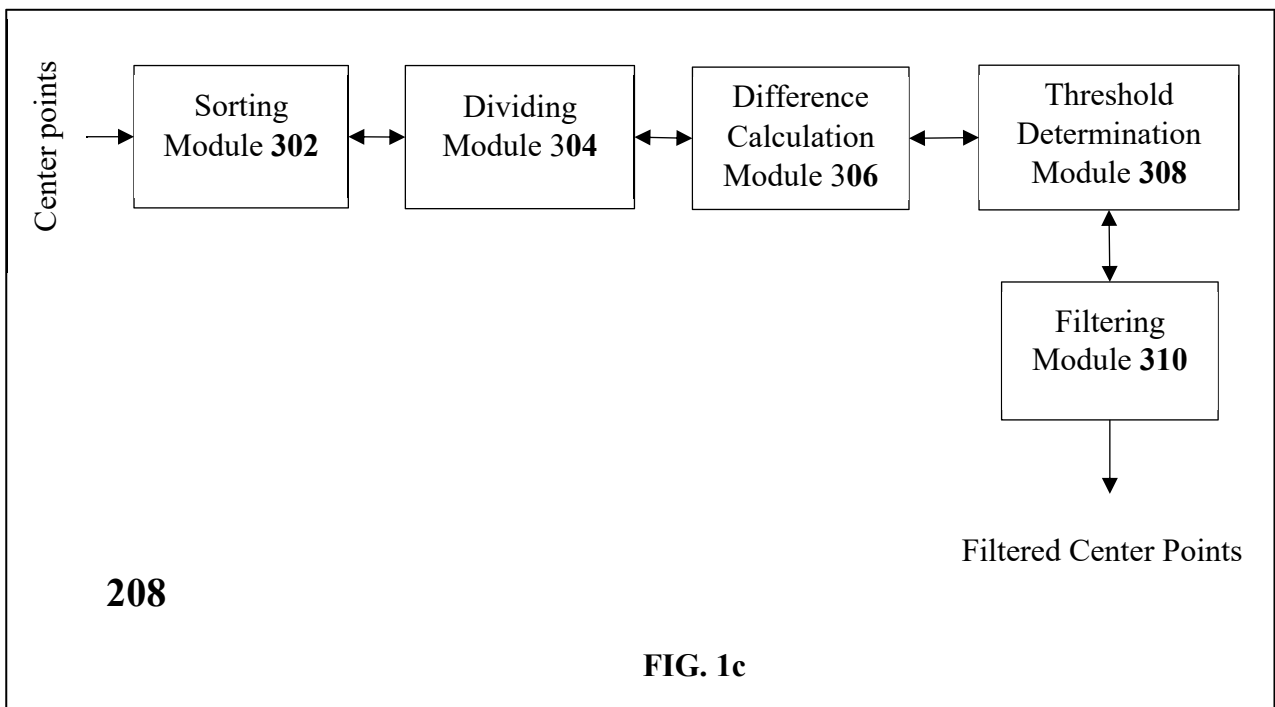 Center points
Sorting
Module 302
Dividing
Module 304
Difference
Calculation
Module 306
Threshold
Determination
Module 308
Filtering
Module 310
Filtered Center Points
208
FIG. 1c